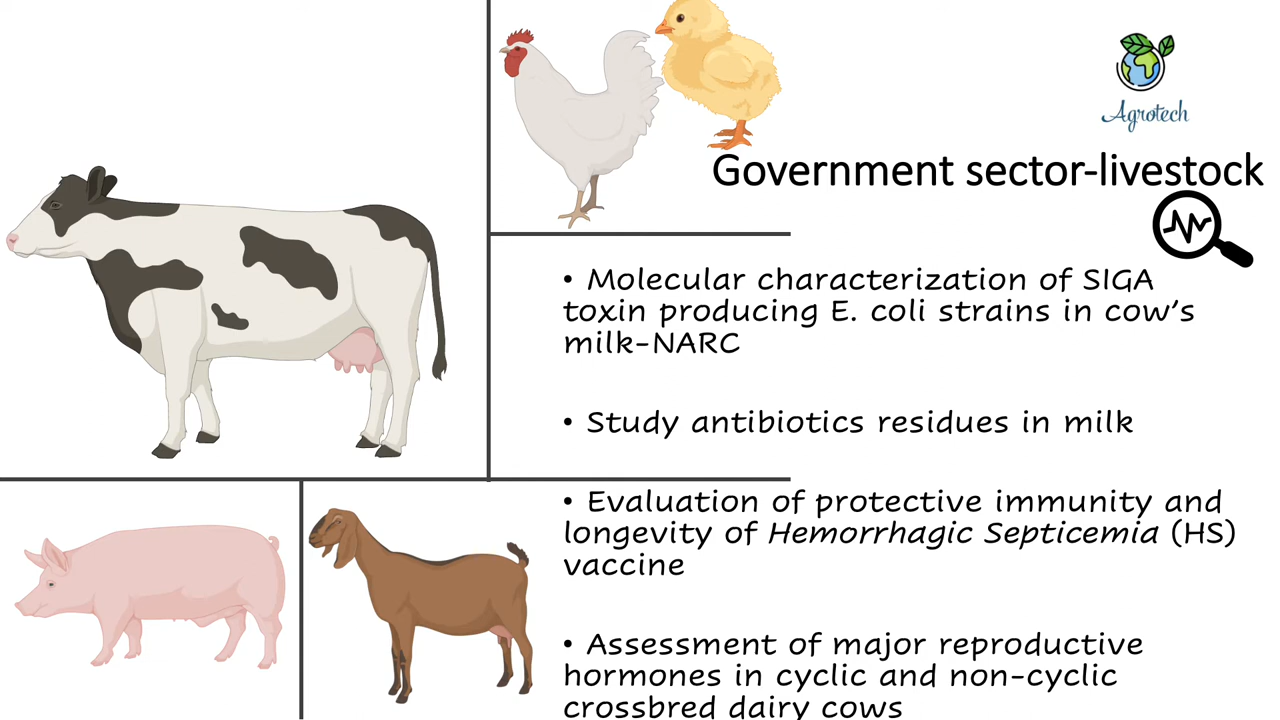 Agrotech
Government sector-livestock
• Molecular characterization of SIGA
toxin producing E. coli strains in cow's
milk-NARC
• Study antibiotics residues in milk
• Evaluation of protective immunity and
longevity of Hemorrhagic Septicemia (HS)
vaccine
• Assessment of major reproductive
hormones in cyclic and non-cyclic
crossbred dairy cows